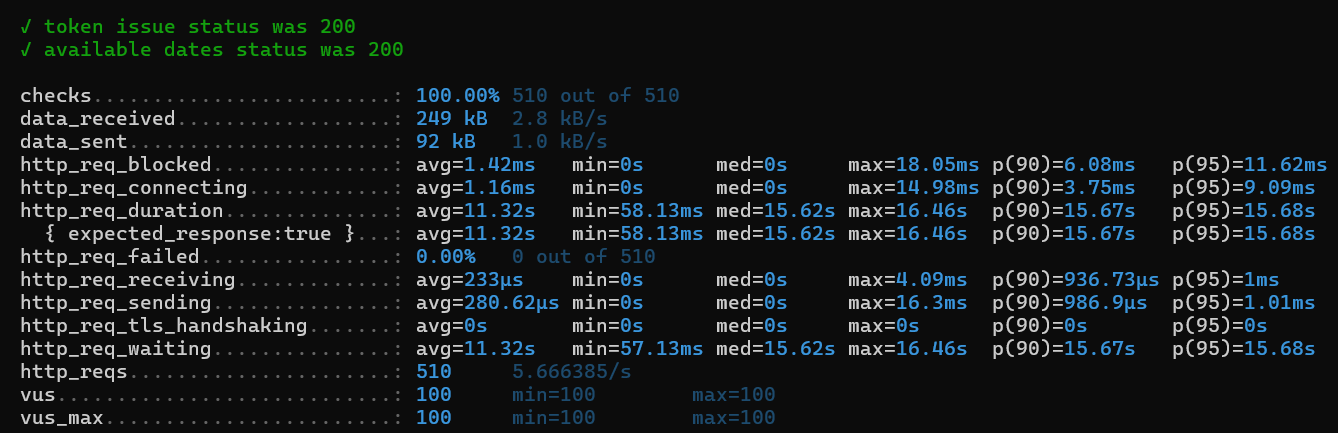 ✓ token issue status was 200
✓ available dates status was 200
checks.........................: 100.00% 510 out of 510
data_received..................: 249 kB  2.8 kB/s
data_sent......................: 92 kB   1.0 kB/s
http_req_blocked...............: avg=1.42ms   min=0s      med=0s     max=18.05ms p(90)=6.08ms   p(95)=11.62ms
http_req_connecting............: avg=1.16ms   min=0s      med=0s     max=14.98ms p(90)=3.75ms   p(95)=9.09ms
http_req_duration..............: avg=11.32s   min=58.13ms med=15.62s max=16.46s  p(90)=15.67s   p(95)=15.68s
  { expected_response:true }...: avg=11.32s   min=58.13ms med=15.62s max=16.46s  p(90)=15.67s   p(95)=15.68s
http_req_failed................: 0.00%   0 out of 510
http_req_receiving.............: avg=233µs    min=0s      med=0s     max=4.09ms  p(90)=936.73µs p(95)=1ms
http_req_sending...............: avg=280.62µs min=0s      med=0s     max=16.3ms  p(90)=986.9µs  p(95)=1.01ms
http_req_tls_handshaking.......: avg=0s       min=0s      med=0s     max=0s      p(90)=0s       p(95)=0s
http_req_waiting...............: avg=11.32s   min=57.13ms med=15.62s max=16.46s  p(90)=15.67s   p(95)=15.68s
http_reqs......................: 510     5.666385/s
vus............................: 100     min=100        max=100
vus_max........................: 100     min=100        max=100